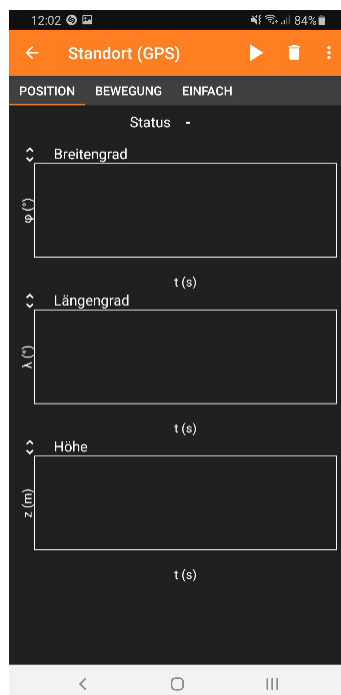 12:02 84%
Standort (GPS)
POSITION BEWEGUNG EINFACH
Status -
Breitengrad
φ (°)
t (s)
Längengrad
λ (°)
t (s)
Höhe
z (m)
t (s)